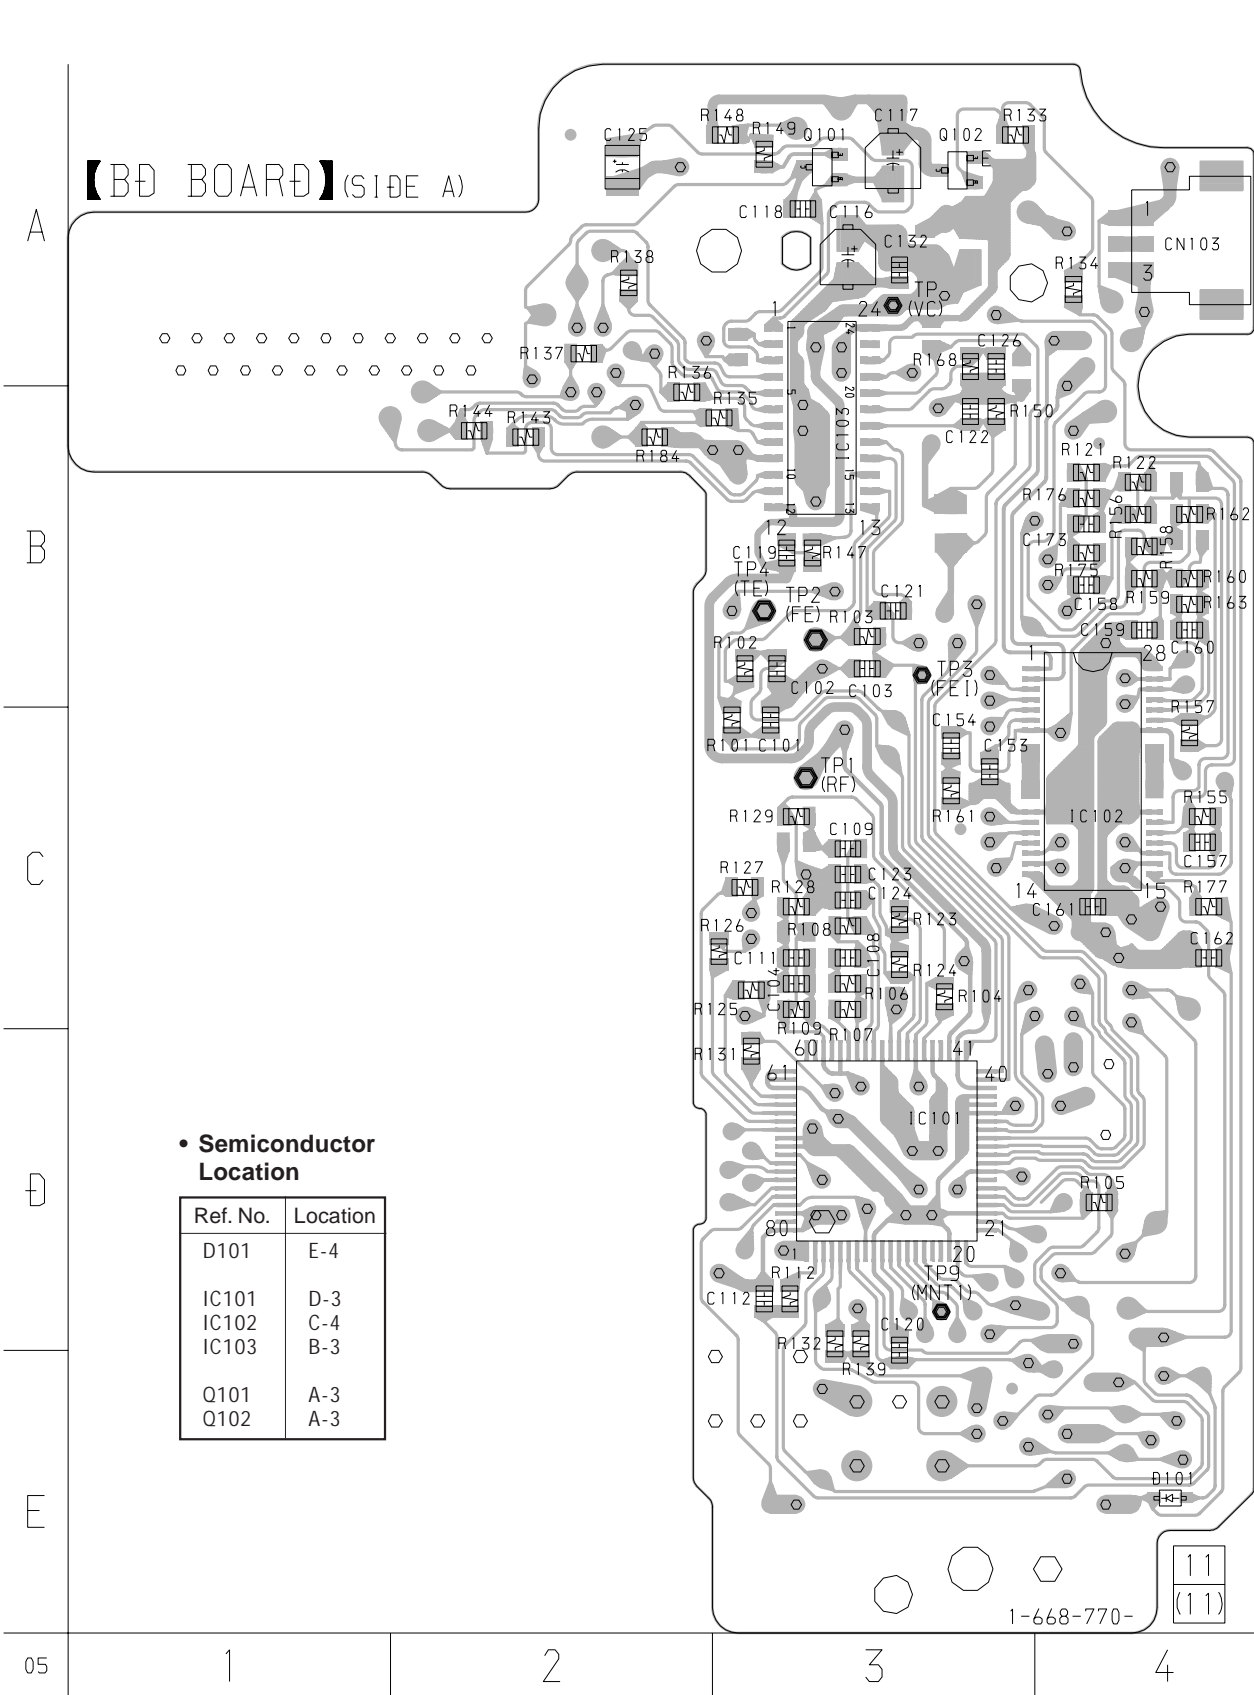 R148
C117
R133
C125
R149
Q101
Q102
E
【BD BOARD】(SIDE A)
C118
C116
1
A
C132
CN103
R138
R134
3
TP
(VC)
1
24
1
24
R137
C126
R168
R136
R135
5
20
R144
R143
C122
R150
IC103
R184
R121
R122
10
15
R176
R156
R162
12
13
12
13
C173
R158
B
C119
R147
TP4
(TE)
R175
R160
TP2
(FE)
C121
C158
R159
R163
R103
C159
R102
1
28
C160
TP3
(FEI)
C102
C103
R157
C154
R101
C101
C153
TP1
(RF)
R155
R129
R161
IC102
C109
C157
C
R127
C123
R128
C124
14
15
R177
C161
R126
R108
R123
C111
C108
C162
R124
C104
R106
R104
R125
R109
R107
60
41
R131
61
40
IC101
• Semiconductor
Location
D
R105
Ref. No. Location
80
21
D101 E-4
1
20
R112
TP9
(MNT1)
IC101 D-3
C112
IC102 C-4
C120
IC103 B-3
R132
R139
Q101 A-3
Q102 A-3
D101
E
11
(11)
1-668-770-
05
1
2
3
4